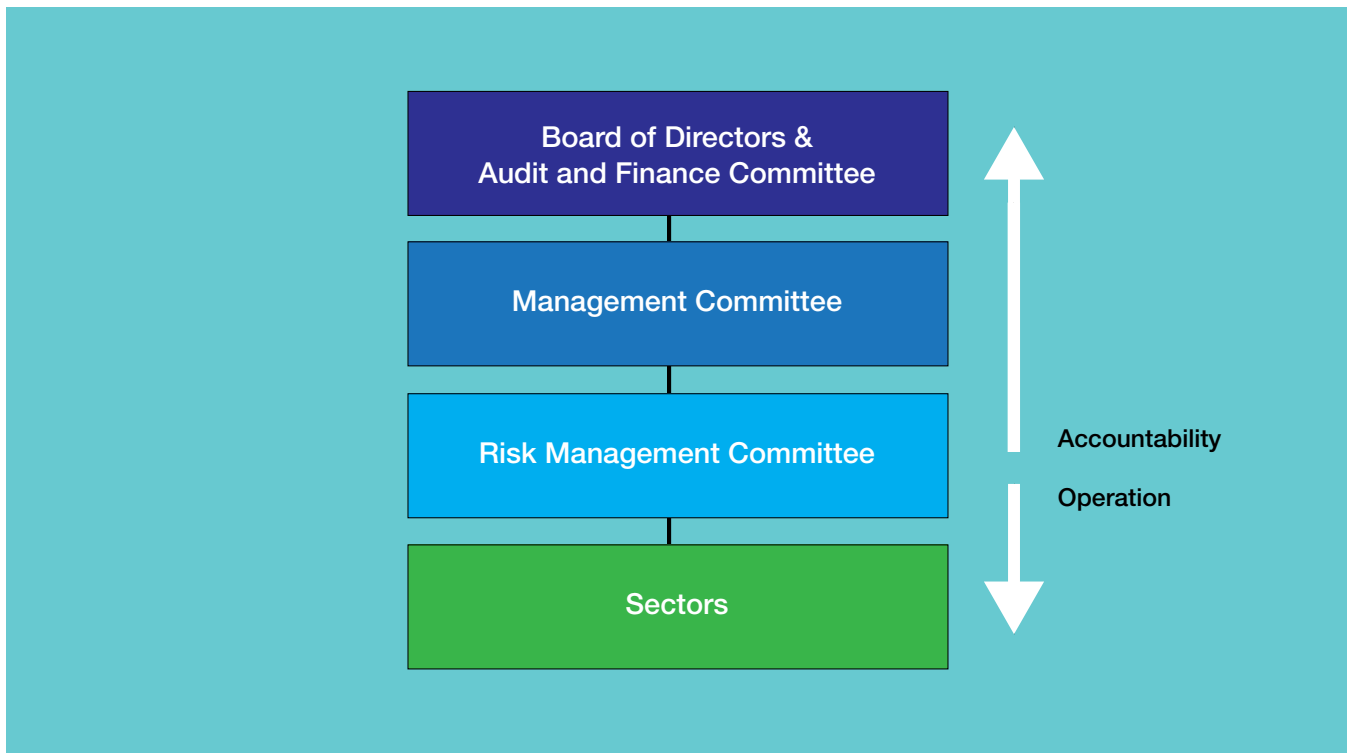 Board of Directors &
Audit and Finance Committee
Management Committee
Risk Management Committee
Accountability
Operation
Sectors